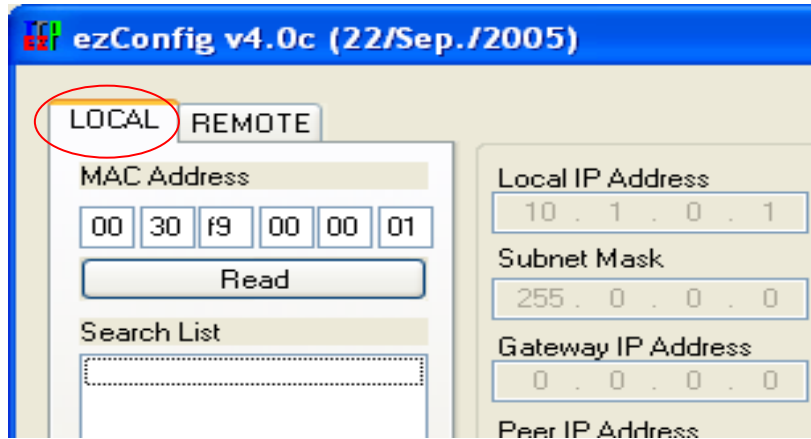 TCP
EZ
ezConfig v4.0c (22/Sep./2005)
LOCAL REMOTE
MAC Address
00 30 f9 00 00 01
Read
Search List
Local IP Address
10 . 1 . 0 . 1
Subnet Mask
255 . 0 . 0 . 0
Gateway IP Address
0 . 0 . 0 . 0
Peer IP Address